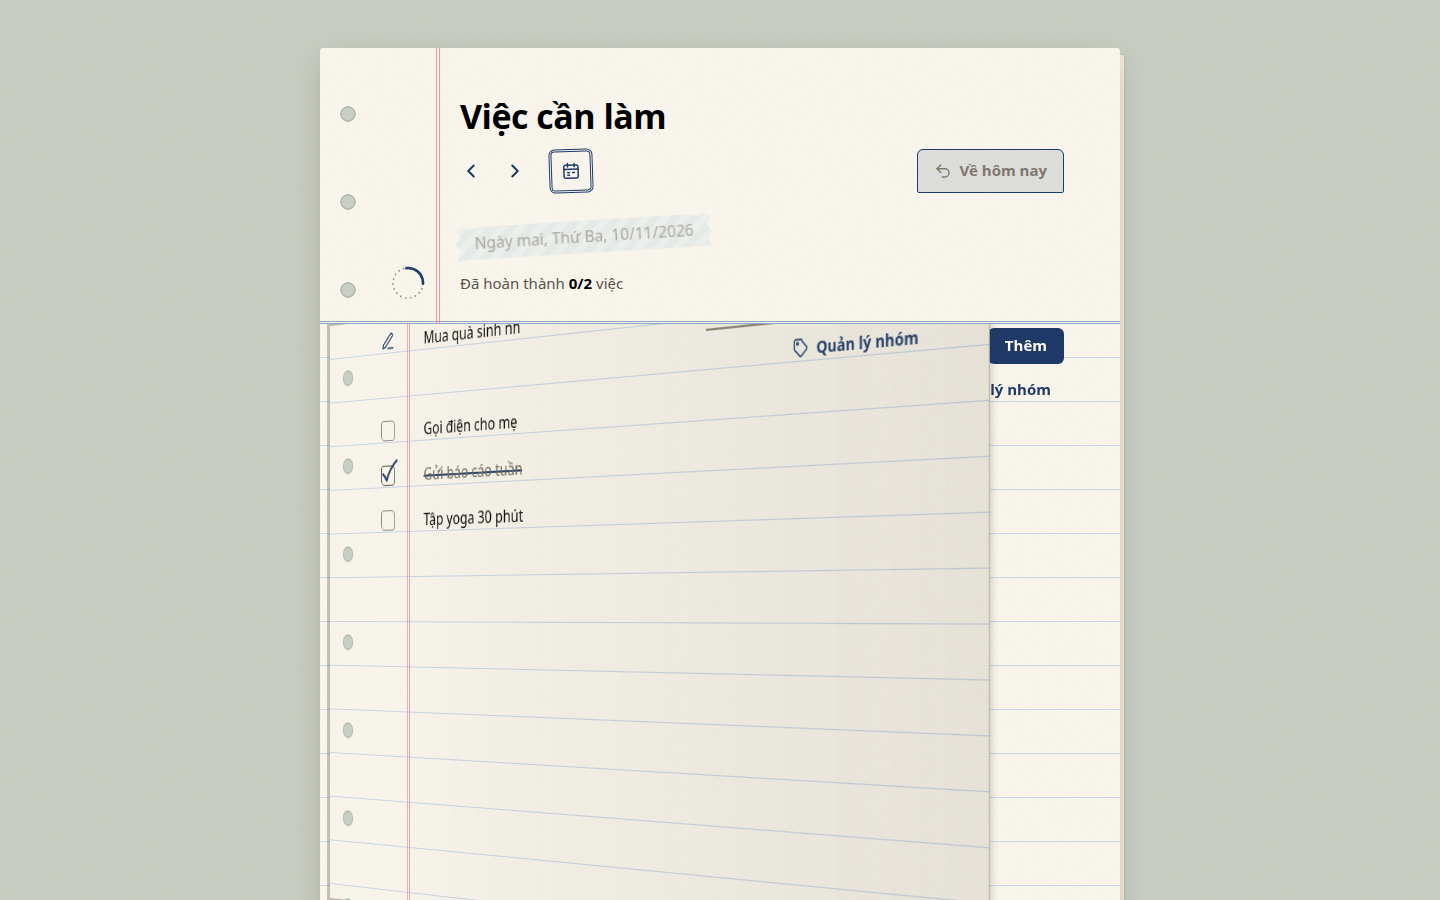 Việc cần làm
Về hôm nay
Ngày mai, Thứ Ba, 10/11/2026
Đã hoàn thành 0/2 việc
Mua quà sinh nh
Thêm
Quản lý nhóm
lý nhóm
Gọi điện cho mẹ
Gửi báo cáo tuần
Tập yoga 30 phút